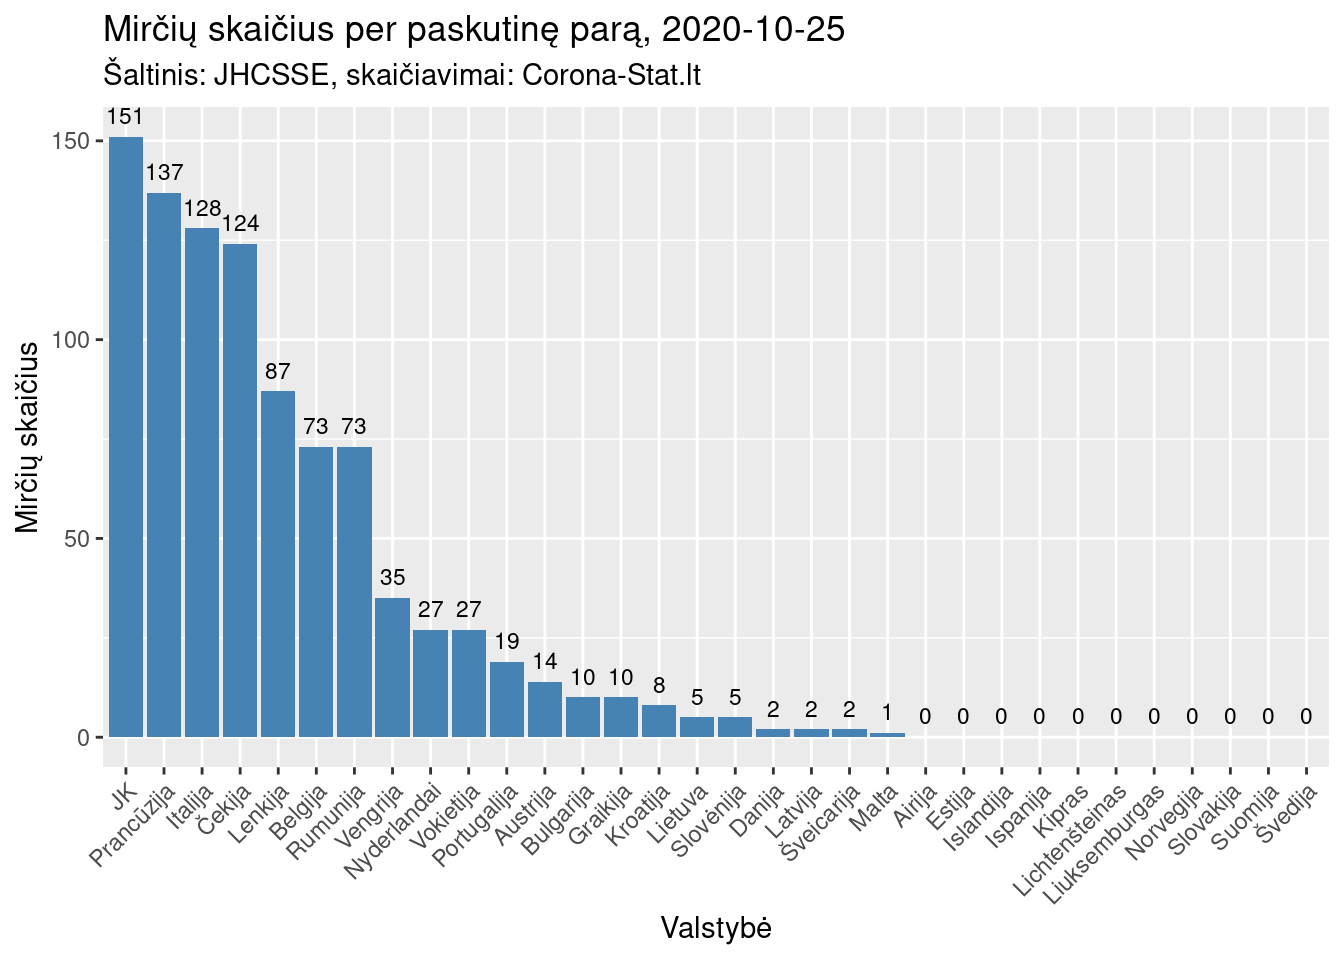 Mirčių skaičius per paskutinę parą, 2020-10-25
Šaltinis: JHCSSE, skaičiavimai: Corona-Stat.lt
Mirčių skaičius
150
100
50
0
151
137
128
124
87
73
73
35
27
27
19
14
10
10
8
5
5
2
2
2
1
0
0
0
0
0
0
0
0
0
0
0
JK
Prancūzija
Italija
Čekija
Lenkija
Belgija
Rumunija
Vengrija
Nyderlandai
Vokietija
Portugalija
Austrija
Bulgarija
Graikija
Kroatija
Lietuva
Slovėnija
Danija
Latvija
Šveicarija
Malta
Airija
Estija
Islandija
Ispanija
Kipras
Lichtenšteinas
Liuksemburgas
Norvegija
Slovakija
Suomija
Švedija
Valstybė